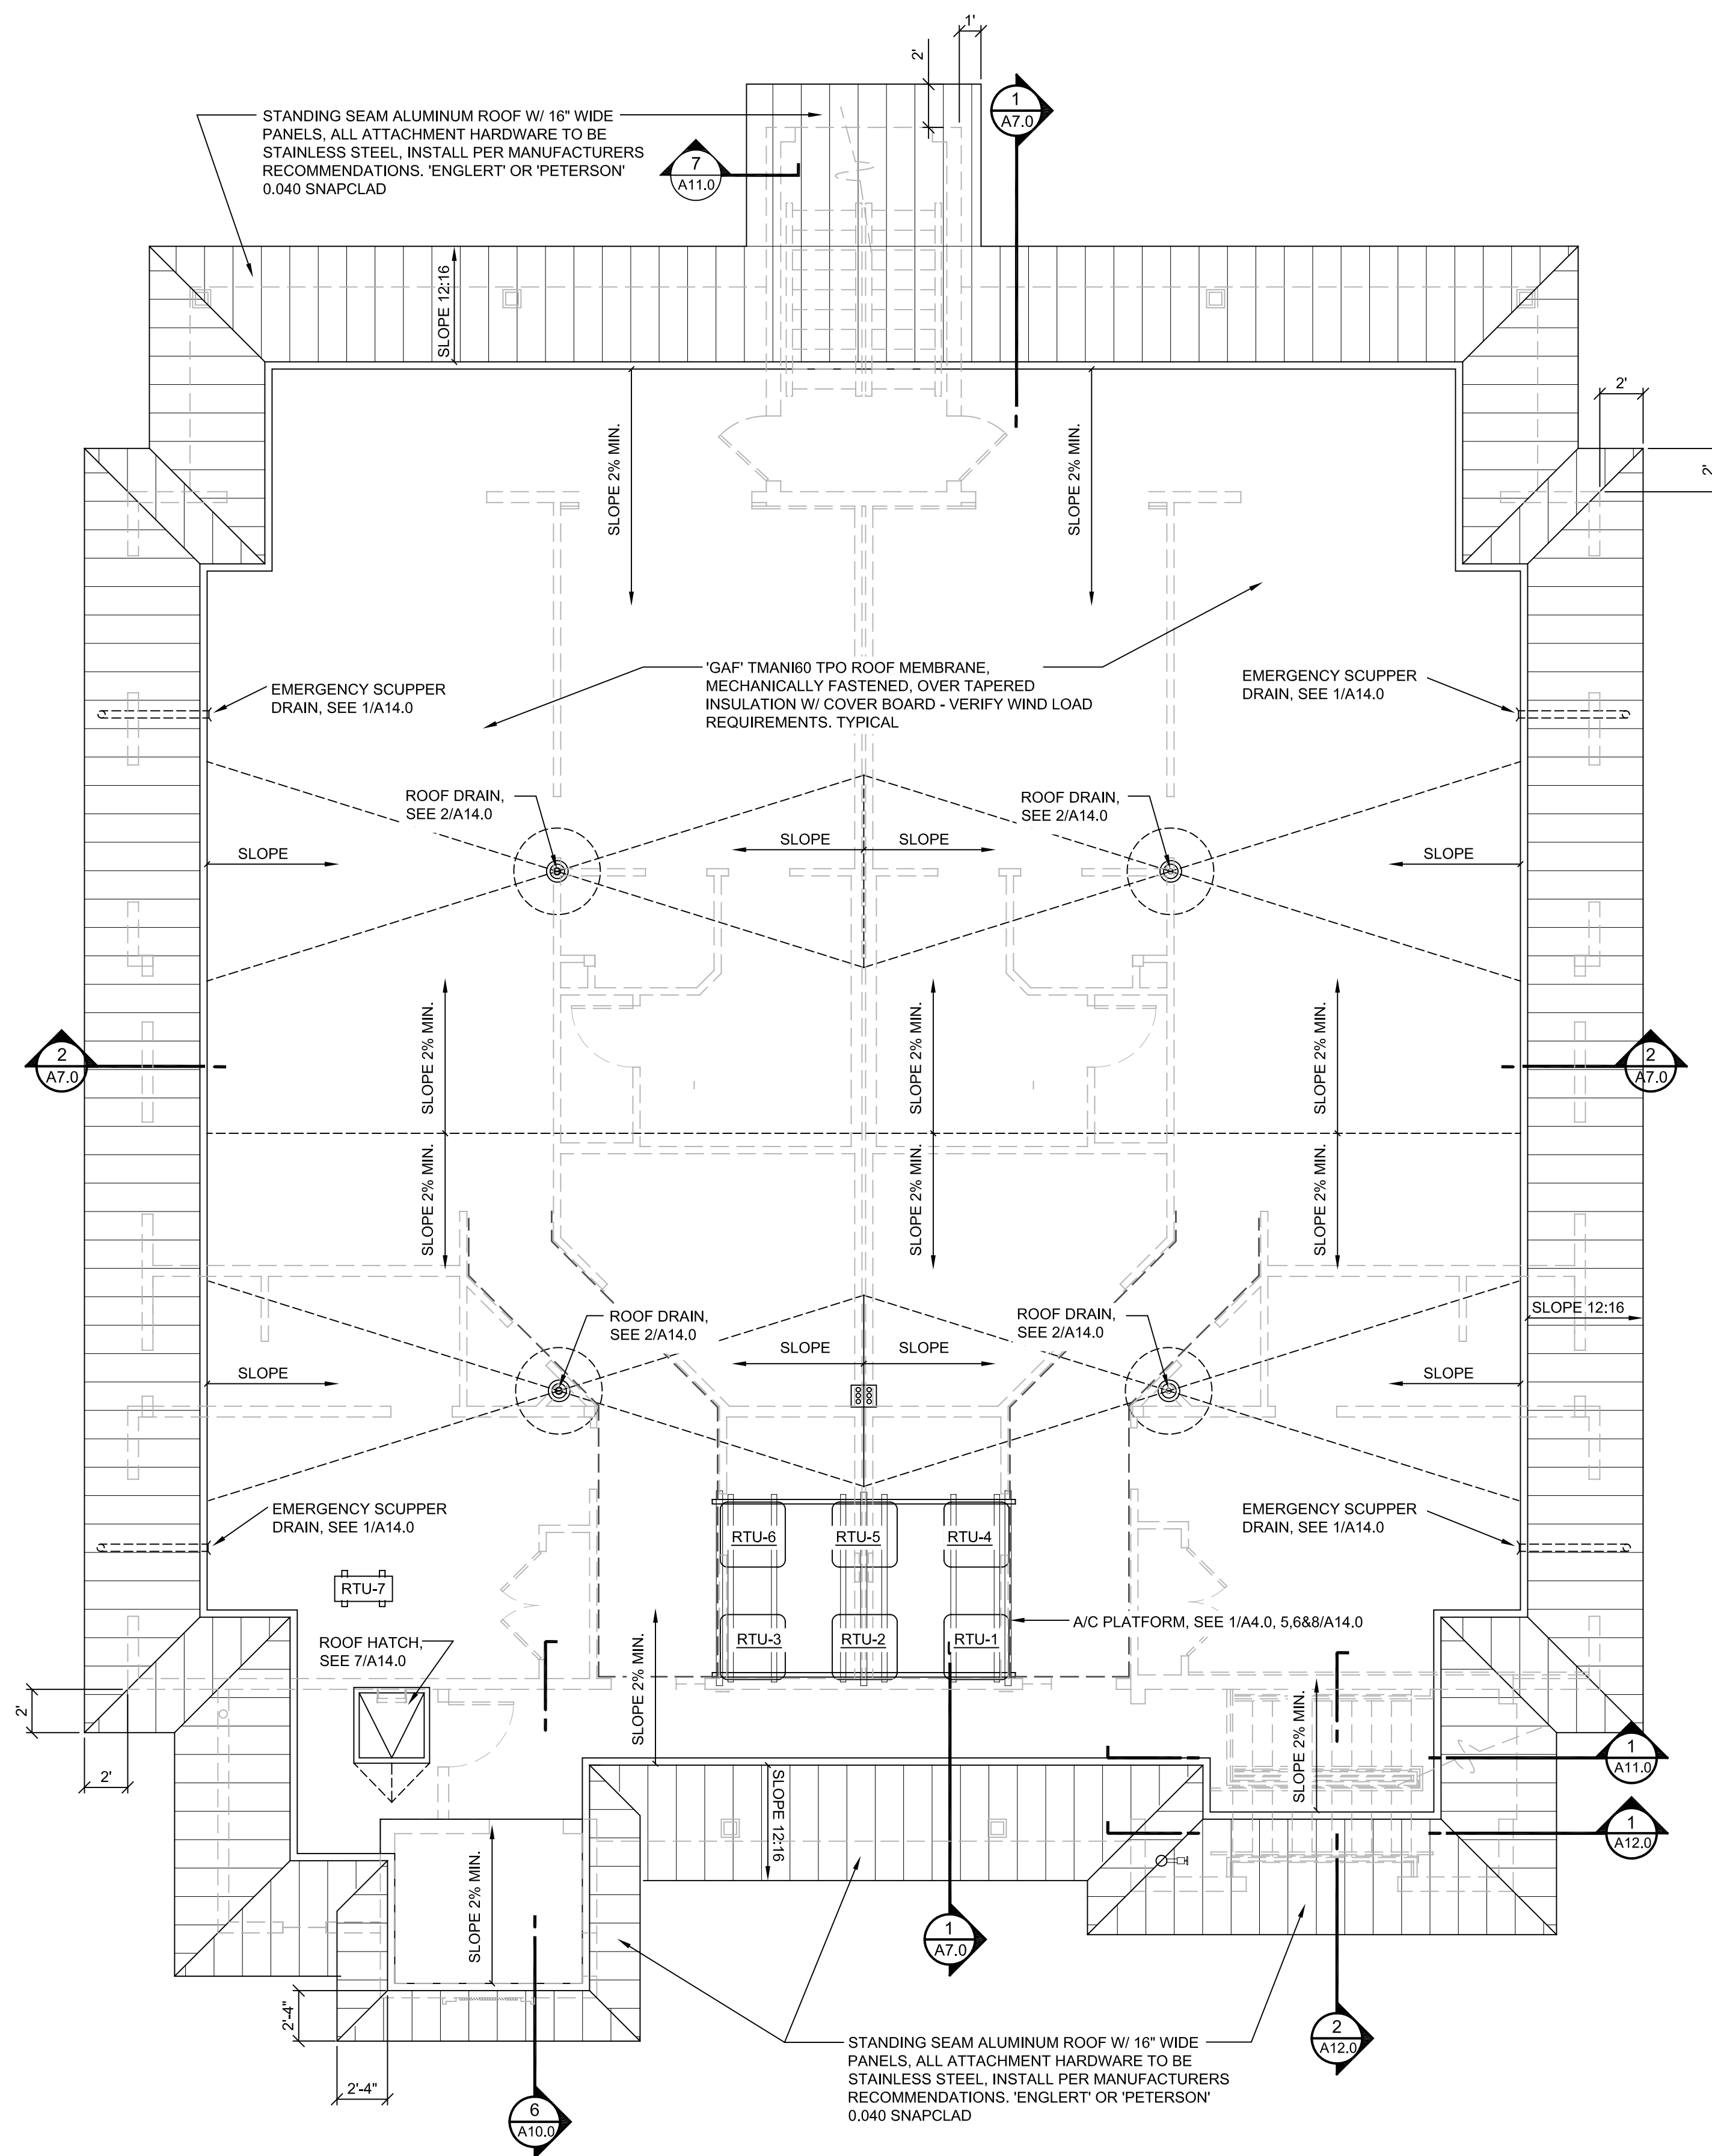 1'
2'
1
A7.0
STANDING SEAM ALUMINUM ROOF W/ 16" WIDE
PANELS, ALL ATTACHMENT HARDWARE TO BE
STAINLESS STEEL, INSTALL PER MANUFACTURERS
RECOMMENDATIONS. 'ENGLERT' OR 'PETERSON'
0.040 SNAPCLAD
7
A11.0
SLOPE 12:16
2'
2'
SLOPE 2% MIN.
SLOPE 2% MIN.
'GAF' TMANI60 TPO ROOF MEMBRANE,
MECHANICALLY FASTENED, OVER TAPERED
INSULATION W/ COVER BOARD - VERIFY WIND LOAD
REQUIREMENTS. TYPICAL
EMERGENCY SCUPPER
DRAIN, SEE 1/A14.0
EMERGENCY SCUPPER
DRAIN, SEE 1/A14.0
ROOF DRAIN,
SEE 2/A14.0
ROOF DRAIN,
SEE 2/A14.0
SLOPE
SLOPE
SLOPE
SLOPE
SLOPE 2% MIN.
SLOPE 2% MIN.
SLOPE 2% MIN.
2
A7.0
2
A7.0
SLOPE 2% MIN.
SLOPE 2% MIN.
SLOPE 2% MIN.
SLOPE 12:16
ROOF DRAIN,
SEE 2/A14.0
ROOF DRAIN,
SEE 2/A14.0
SLOPE
SLOPE
SLOPE
SLOPE
EMERGENCY SCUPPER
DRAIN, SEE 1/A14.0
EMERGENCY SCUPPER
DRAIN, SEE 1/A14.0
RTU-6
RTU-5
RTU-4
RTU-7
RTU-3
RTU-2
RTU-1
A/C PLATFORM, SEE 1/A4.0, 5,6&8/A14.0
ROOF HATCH,
SEE 7/A14.0
SLOPE 2% MIN.
SLOPE 2% MIN.
2'
2'
1
A11.0
SLOPE 12:16
1
A12.0
SLOPE 2% MIN.
1
A7.0
2'-4"
2'-4"
2
A12.0
STANDING SEAM ALUMINUM ROOF W/ 16" WIDE
PANELS, ALL ATTACHMENT HARDWARE TO BE
STAINLESS STEEL, INSTALL PER MANUFACTURERS
RECOMMENDATIONS. 'ENGLERT' OR 'PETERSON'
0.040 SNAPCLAD
6
A10.0